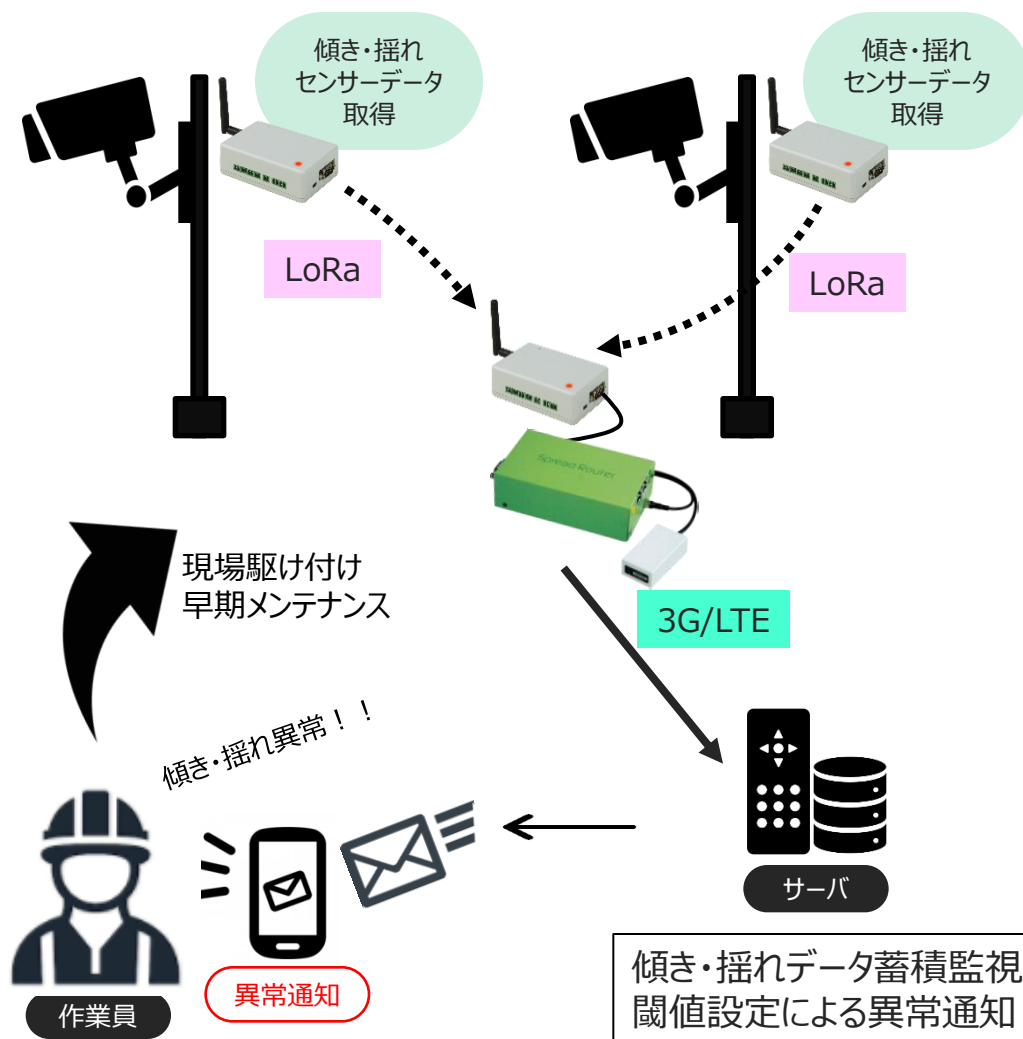 傾き・揺れ
センサーデータ
取得
傾き・揺れ
センサーデータ
取得
LoRa
LoRa
Spread Router
現場駆け付け
早期メンテナンス
3G/LTE
傾き・揺れ異常！！
サーバ
異常通知
作業員
傾き・揺れデータ蓄積監視
閾値設定による異常通知